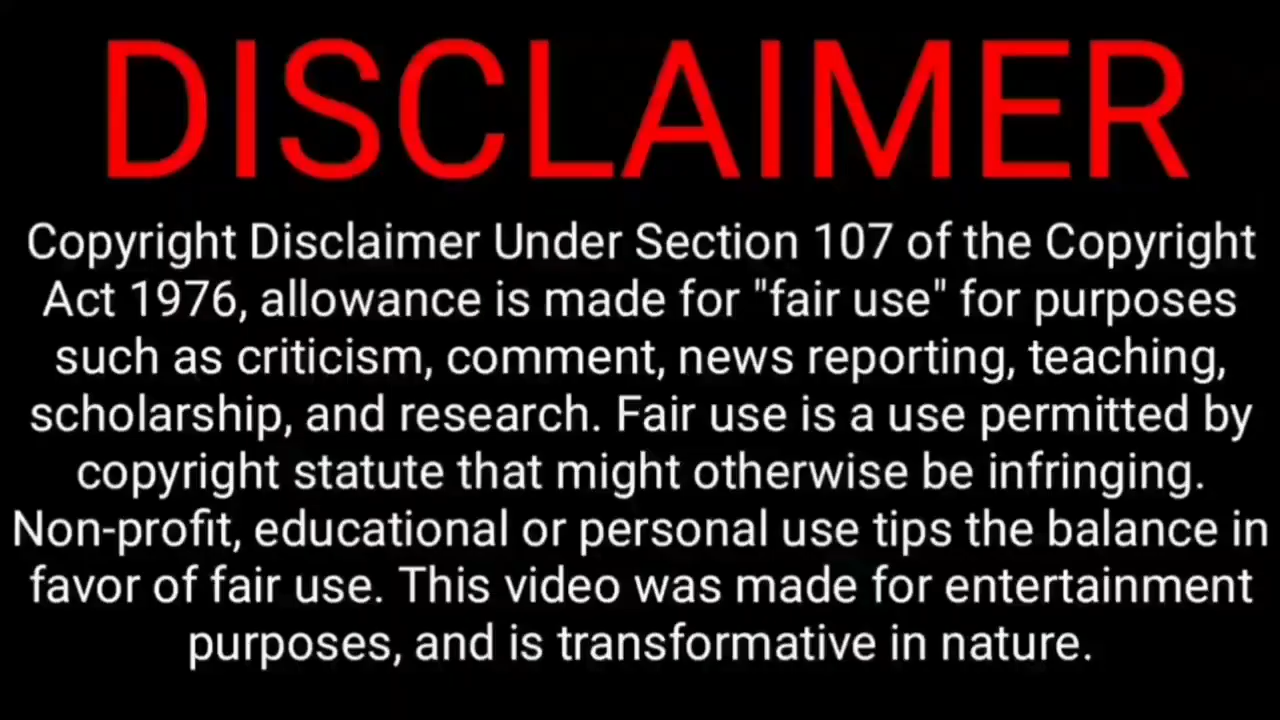 DISCLAIMER
Copyright Disclaimer Under Section 107 of the Copyright
Act 1976, allowance is made for "fair use" for purposes
such as criticism, comment, news reporting, teaching,
scholarship, and research. Fair use is a use permitted by
copyright statute that might otherwise be infringing.
Non-profit, educational or personal use tips the balance in
favor of fair use. This video was made for entertainment
purposes, and is transformative in nature.